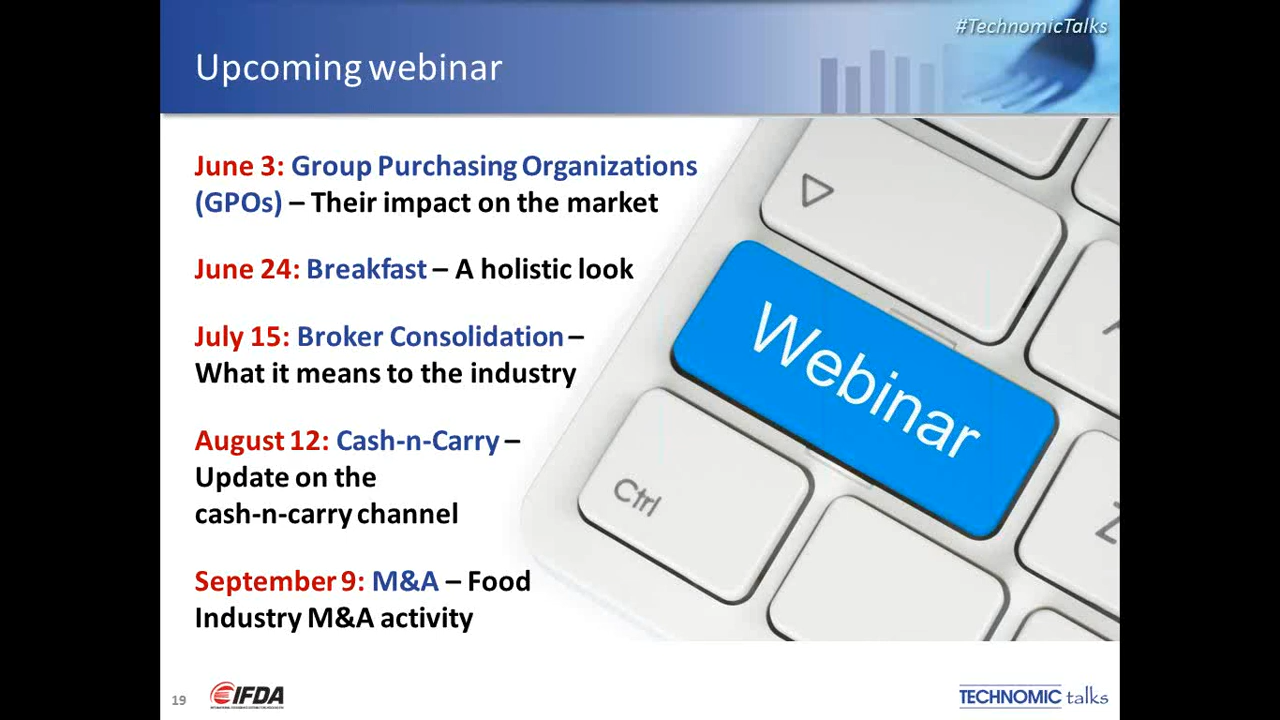 #TechnomicTalks
Upcoming webinar
June 3: Group Purchasing Organizations
(GPOs) – Their impact on the market
June 24: Breakfast – A holistic look
July 15: Broker Consolidation –
What it means to the industry
August 12: Cash-n-Carry –
Update on the
cash-n-carry channel
September 9: M&A – Food
Industry M&A activity
Webinar
Ctrl
Z
19
IFDA
TECHNOMIC talks